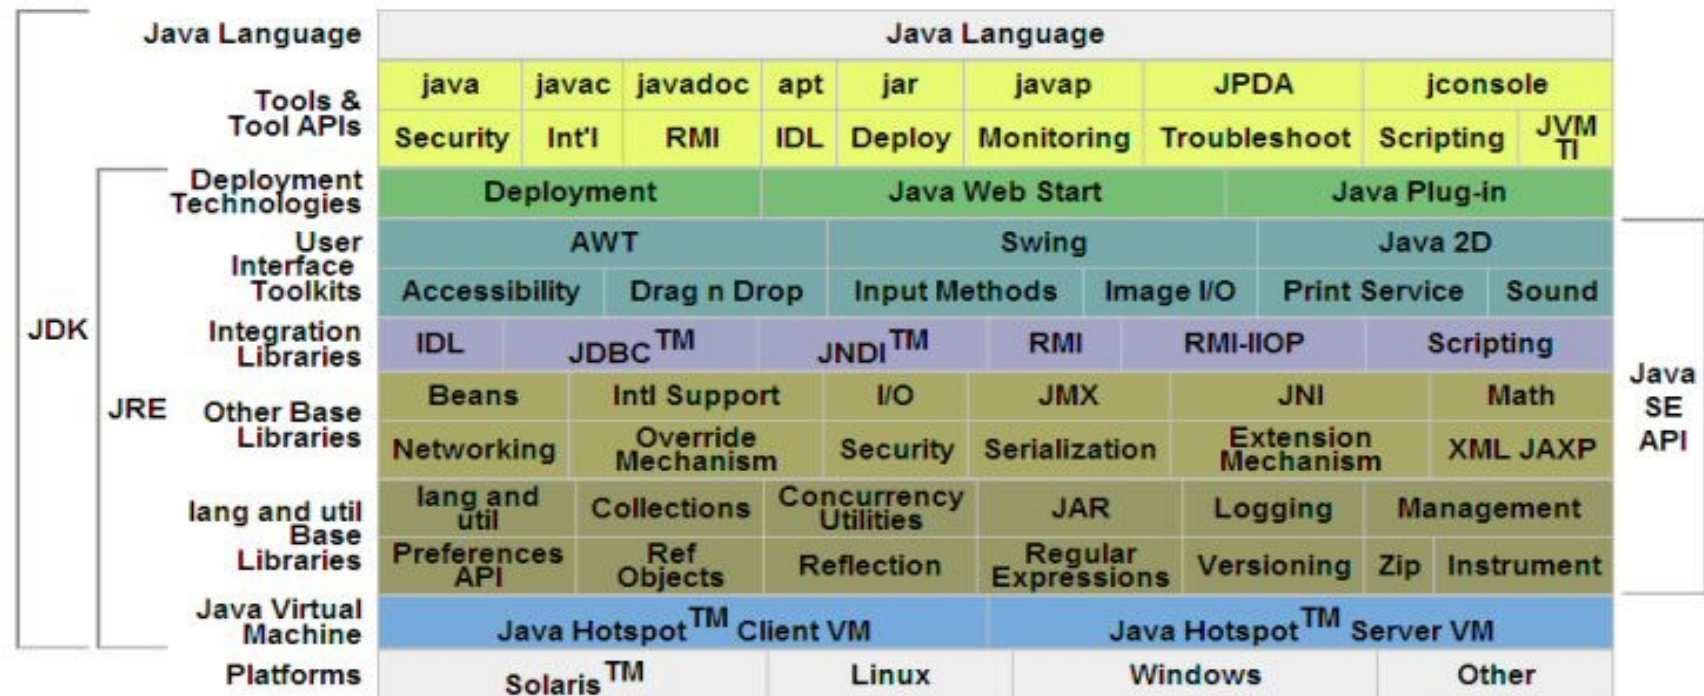 Java Language
Java Language
Tools &
Tool APIs
java javac javadoc apt jar javap JPDA jconsole
Security Int'l RMI IDL Deploy Monitoring Troubleshoot Scripting JVM
TI
Deployment
Technologies
Deployment Java Web Start Java Plug-in
User
Interface
Toolkits
AWT Swing Java 2D
Accessibility Drag n Drop Input Methods Image I/O Print Service Sound
JDK
Integration
Libraries
IDL JDBC™ JNDI™ RMI RMI-IIOP Scripting
JRE
Other Base
Libraries
Beans Intl Support I/O JMX JNI Math
Networking Override
Mechanism Security Serialization Extension
Mechanism XML JAXP
Java
SE
API
lang and util
Base
Libraries
lang and
util Collections Concurrency
Utilities JAR Logging Management
Preferences
API Ref
Objects Reflection Regular
Expressions Versioning Zip Instrument
Java Virtual
Machine
Java Hotspot™ Client VM Java Hotspot™ Server VM
Platforms
Solaris™ Linux Windows Other